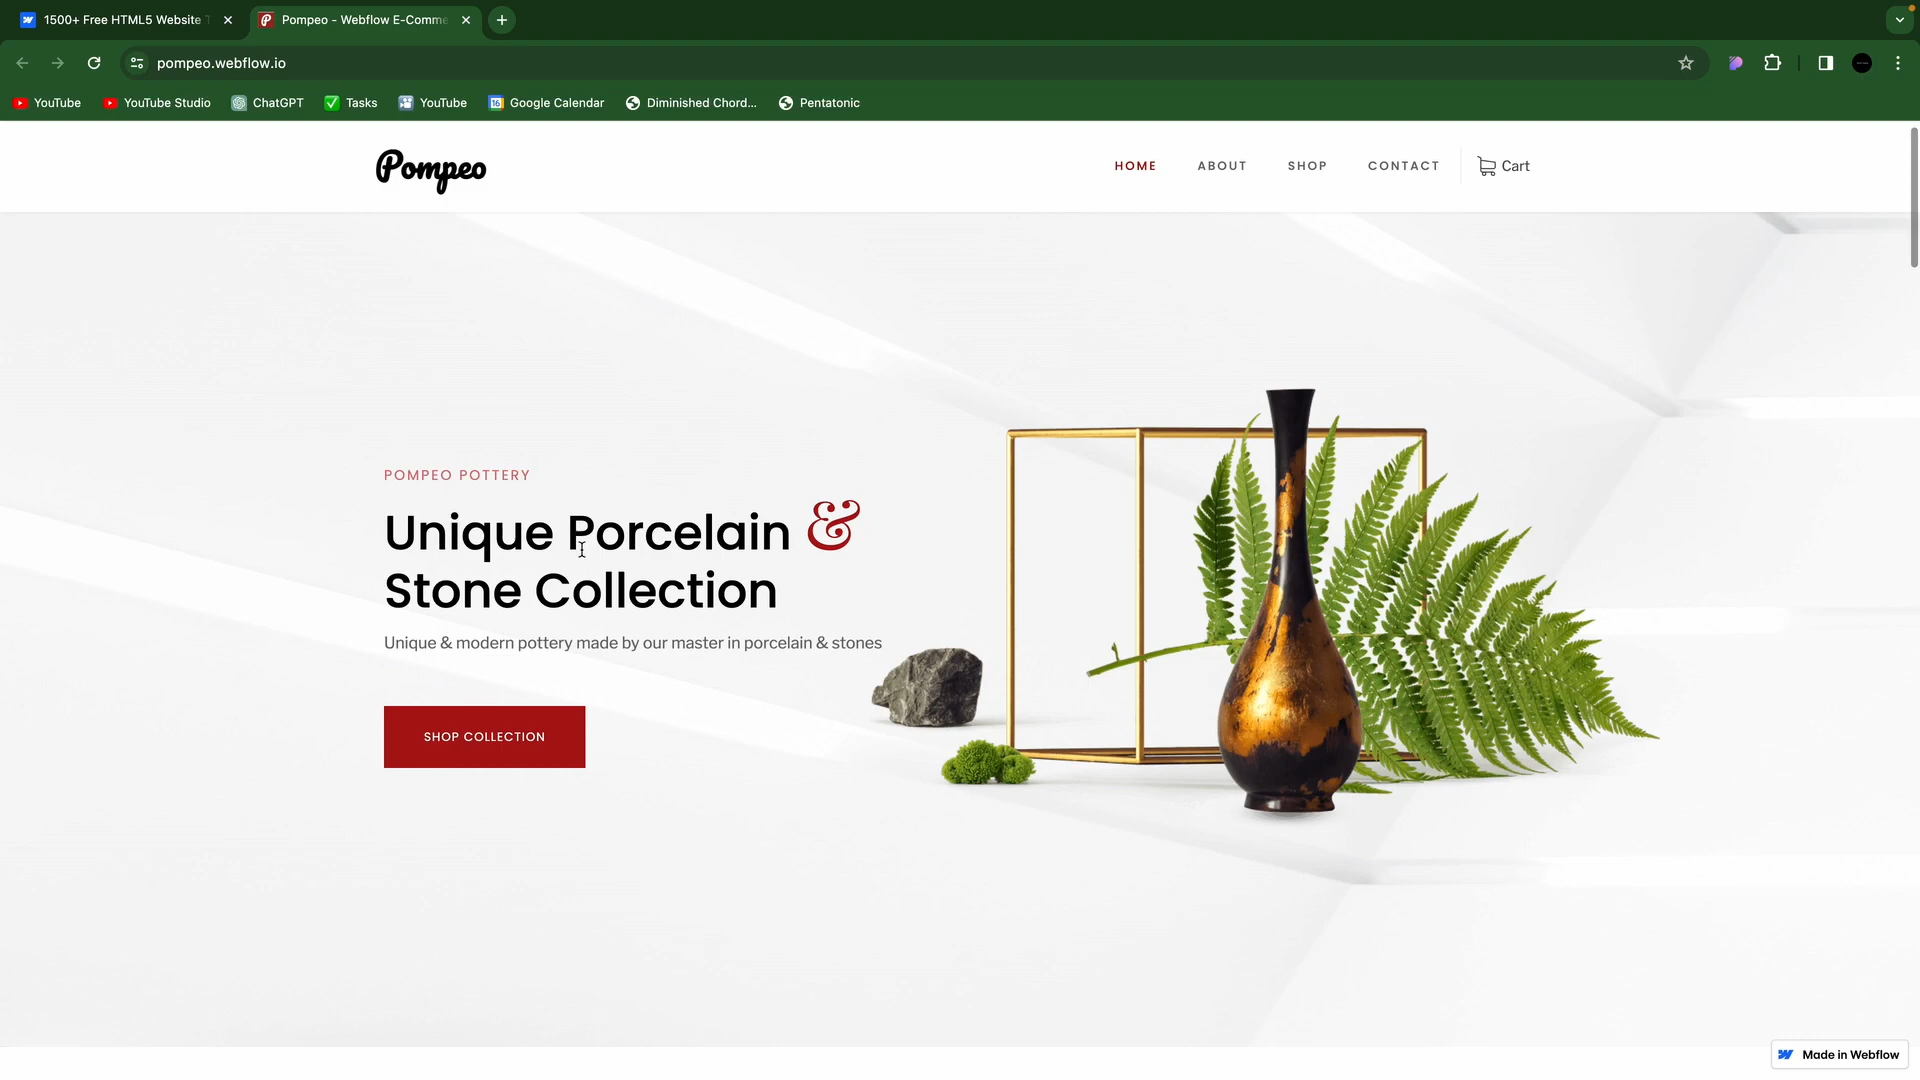 1500+ Free HTML5 Website T
Pompeo - Webflow E-Comme
pompeo.webflow.io
YouTube
YouTube Studio
ChatGPT
Tasks
YouTube
16
Google Calendar
Diminished Chord...
Pentatonic
Pompeo
HOME
ABOUT
SHOP
CONTACT
Cart
POMPEO POTTERY
Unique Porcelain &
Stone Collection
Unique & modern pottery made by our master in porcelain & stones
SHOP COLLECTION
Made in Webflow